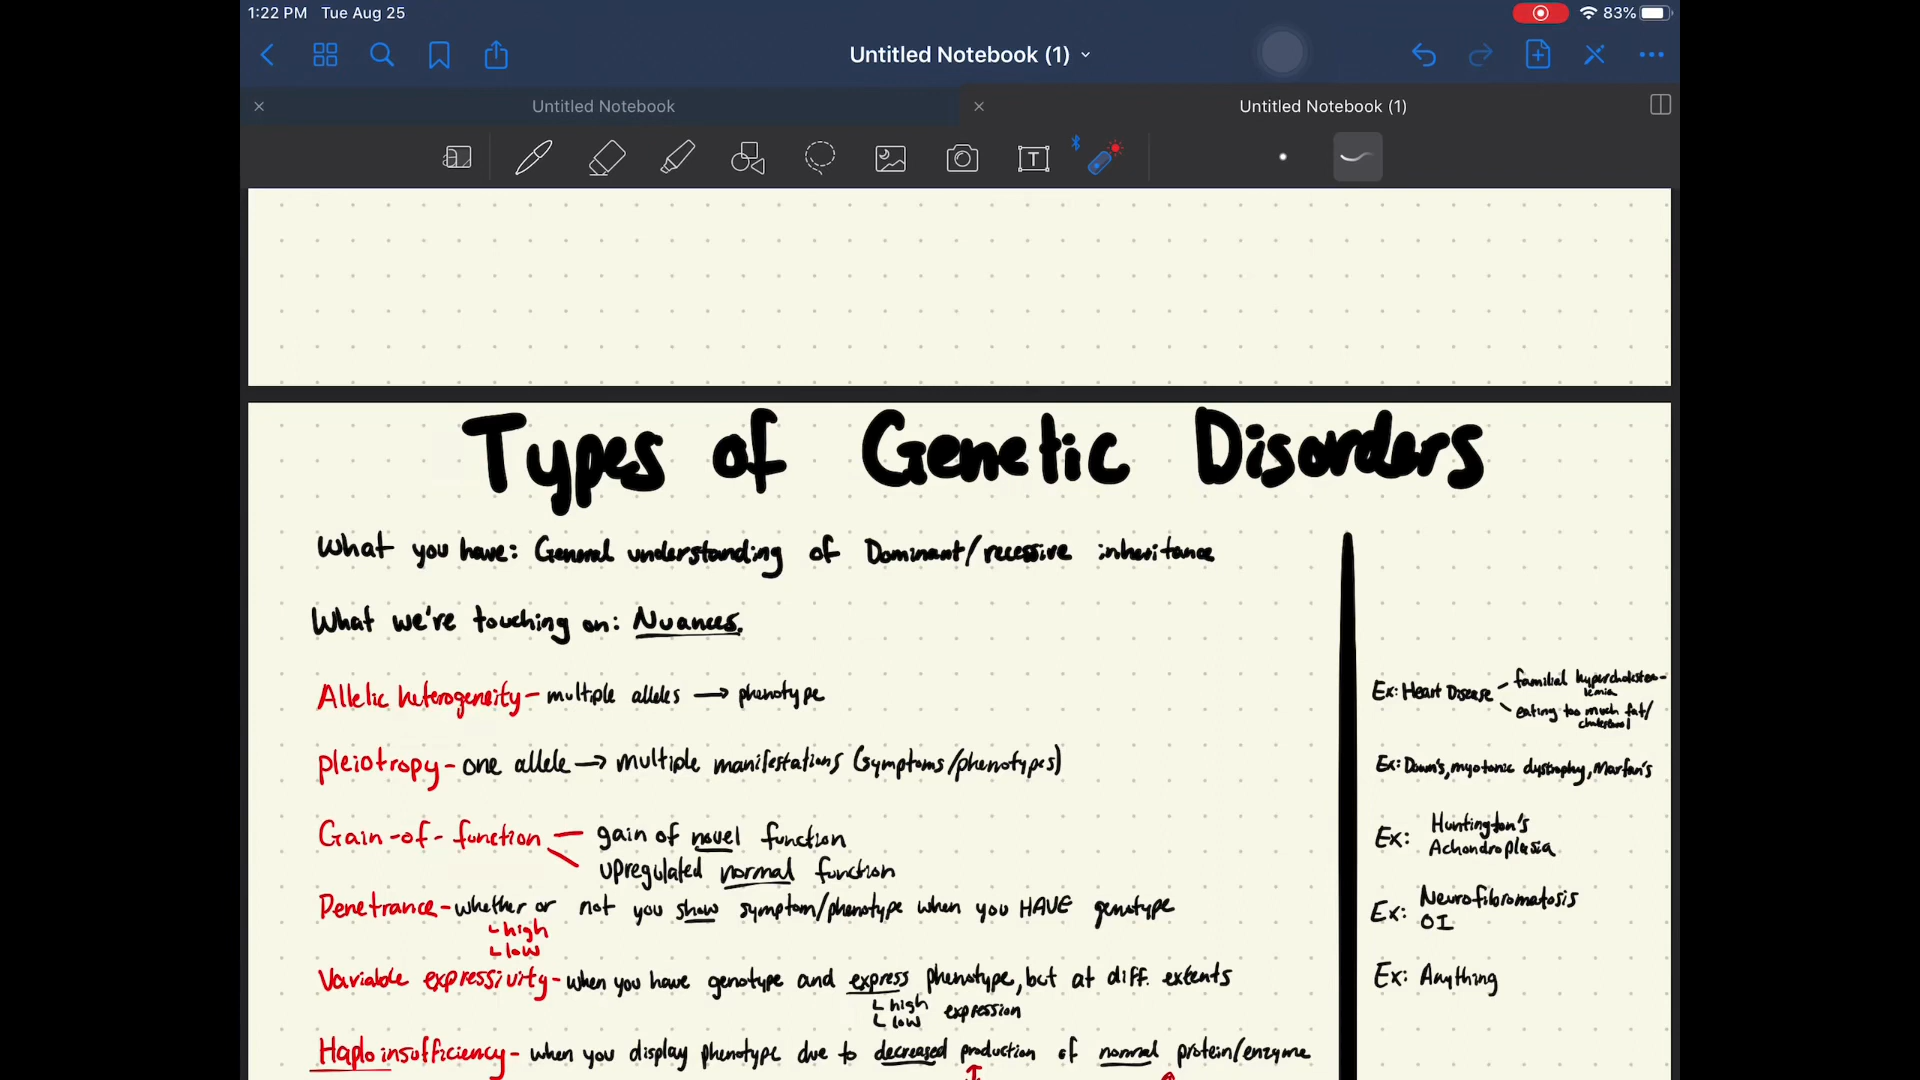 1:22 PM Tue Aug 25
83%
Untitled Notebook (1)
Untitled Notebook
Untitled Notebook (1)
T
Types of Genetic Disorders
What you have: General understanding of Dominant/recessive inheritance
What we're touching on: Nuances.
Allelic heterogeneity - multiple alleles → phenotype
Ex: Heart Disease
familial hypercholestero-
lemia
eating too much fat/
cholesterol
pleiotropy - one allele → multiple manifestations (symptoms/phenotypes)
Ex: Down's, myotonic dystrophy, Marfan's
Gain-of-function — gain of novel function
upregulated normal function
Ex: Huntington's
Achondroplasia
Penetrance - whether or not you show symptom/phenotype when you HAVE genotype
high
low
Ex: Neurofibromatosis
OI
Variable expressivity - when you have genotype and express phenotype, but at diff. extents
high
low expression
Ex: Anything
Haploinsufficiency - when you display phenotype due to decreased production of normal protein/enzyme